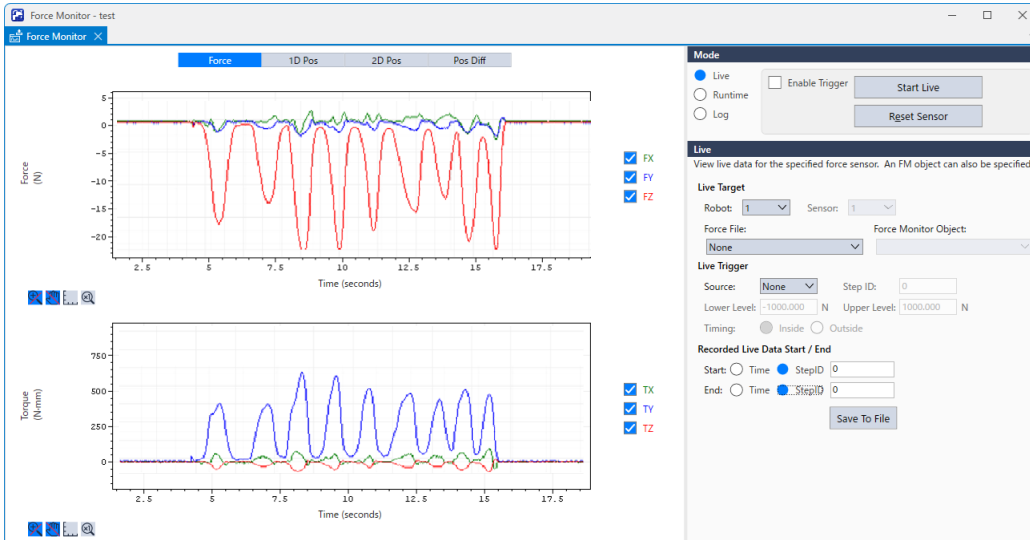 Force Monitor - test
Force Monitor
Force 1D Pos 2D Pos Pos Diff
5
0
-5
-10
-15
-20
Force
(N)
2.5 5 7.5 10 12.5 15 17.5
Time (seconds)
FX
FY
FZ
750
500
250
0
Torque
(N·mm)
2.5 5 7.5 10 12.5 15 17.5
Time (seconds)
TX
TY
TZ
Mode
Live
Runtime
Log
Enable Trigger
Start Live
Reset Sensor
Live
View live data for the specified force sensor. An FM object can also be specified
Live Target
Robot: 1 Sensor: 1
Force File: Force Monitor Object:
None
Live Trigger
Source: None Step ID: 0
Lower Level: -1000.000 N Upper Level: 1000.000 N
Timing: Inside Outside
Recorded Live Data Start / End
Start: Time StepID 0
End: Time StepID 0
Save To File